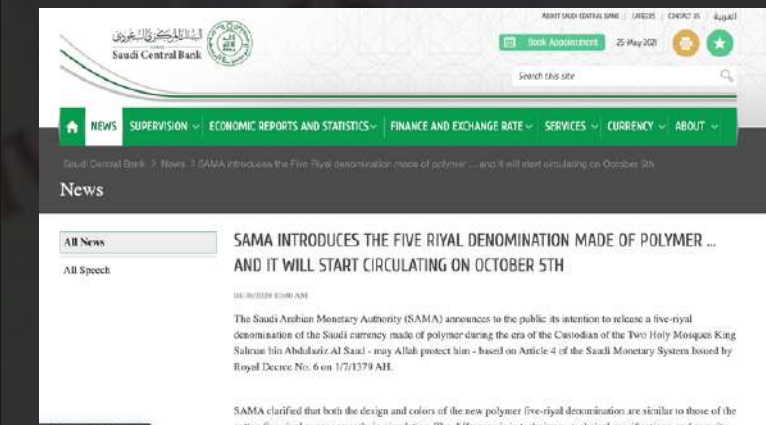 ABOUT SAUDI CENTRAL BANK | CAREERS | CONTACT US العربية
البنك المركزي السعودي
Saudi Central Bank
Book Appointment 25-May-2021
Search this site
NEWS SUPERVISION ECONOMIC REPORTS AND STATISTICS FINANCE AND EXCHANGE RATE SERVICES CURRENCY ABOUT
Saudi Central Bank > News > SAMA introduces the Five Riyal denomination made of polymer ... and it will start circulating on October 5th
News
All News
All Speech
SAMA INTRODUCES THE FIVE RIYAL DENOMINATION MADE OF POLYMER ...
AND IT WILL START CIRCULATING ON OCTOBER 5TH
03:00 AM
The Saudi Arabian Monetary Authority (SAMA) announces to the public its intention to release a five-riyal
denomination of the Saudi currency made of polymer during the era of the Custodian of the Two Holy Mosques King
Salman bin Abdulaziz Al Saud - may Allah protect him - based on Article 4 of the Saudi Monetary System Issued by
Royal Decree No. 6 on 1/7/1379 AH.
SAMA clarified that both the design and colors of the new polymer five-riyal denomination are similar to those of the